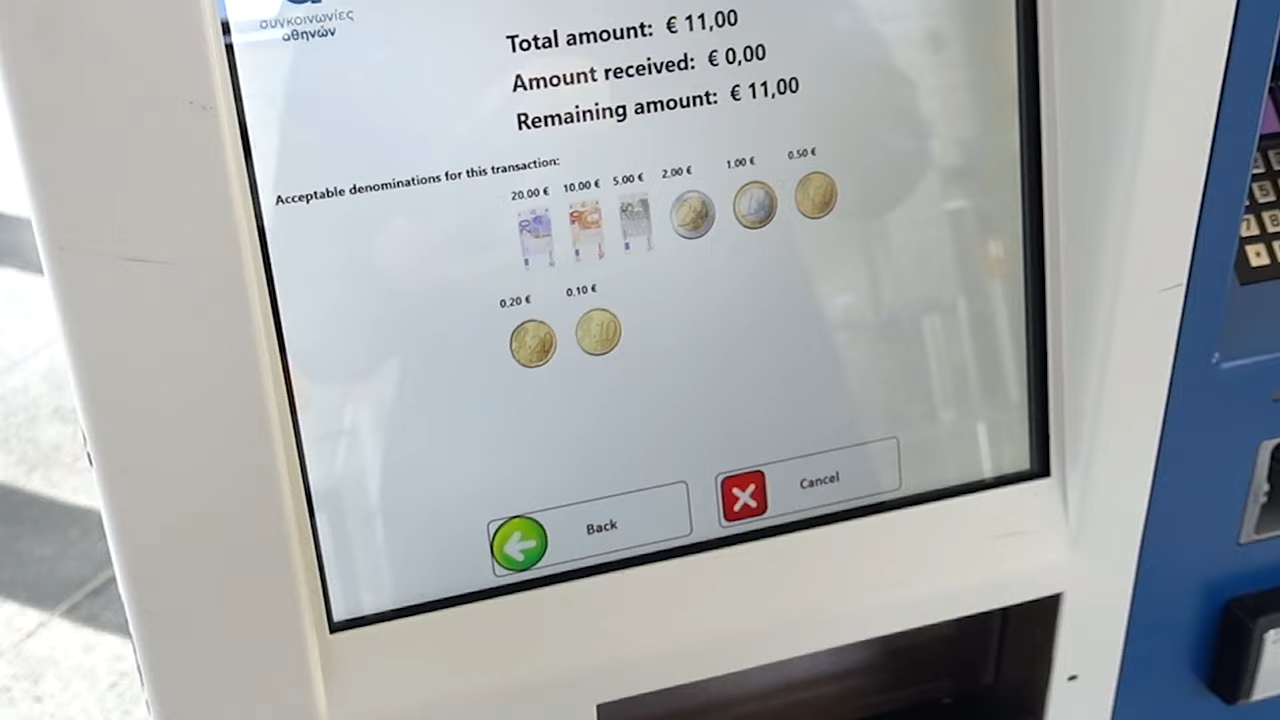 συγκοινωνίες
αθηνών
Total amount: € 11,00
Amount received: € 0,00
Remaining amount: € 11,00
Acceptable denominations for this transaction:
20.00 € 10.00 € 5.00 € 2.00 € 1.00 € 0.50 €
0.20 € 0.10 €
Back Cancel